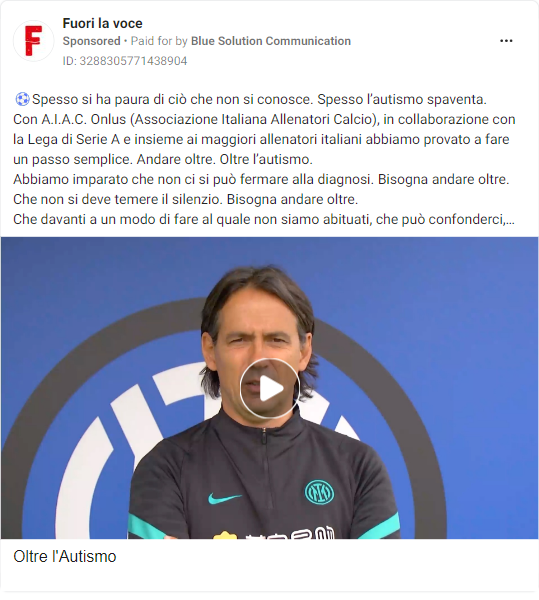 Fuori la voce
Sponsored • Paid for by Blue Solution Communication
ID: 3288305771438904
Spesso si ha paura di ciò che non si conosce. Spesso l’autismo spaventa.
Con A.I.A.C. Onlus (Associazione Italiana Allenatori Calcio), in collaborazione con
la Lega di Serie A e insieme ai maggiori allenatori italiani abbiamo provato a fare
un passo semplice. Andare oltre. Oltre l’autismo.
Abbiamo imparato che non ci si può fermare alla diagnosi. Bisogna andare oltre.
Che non si deve temere il silenzio. Bisogna andare oltre.
Che davanti a un modo di fare al quale non siamo abituati, che può confonderci,...
Oltre l'Autismo